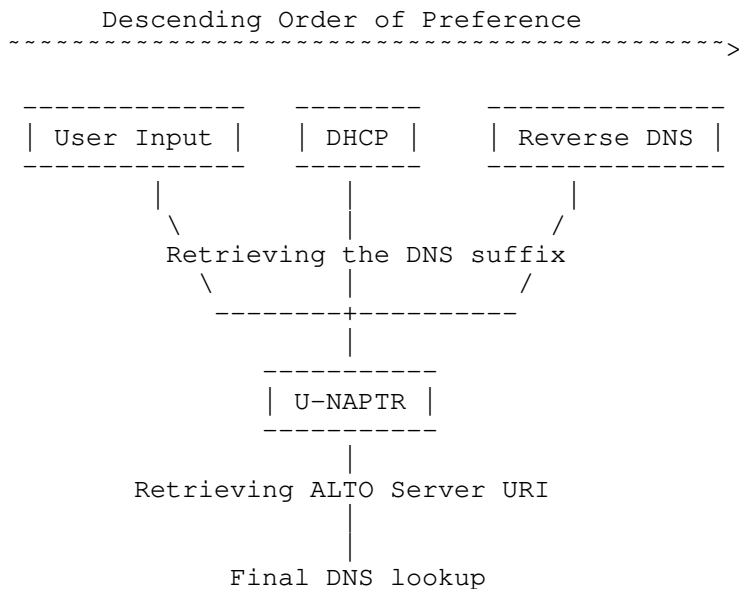 Descending Order of Preference
~~~~~~~~~~~~~~~~~~~~~~~~~~~~~~~~~~~~~~~~~~~~~>
| User Input | | DHCP | | Reverse DNS |
Retrieving the DNS suffix
| U-NAPTR |
Retrieving ALTO Server URI
Final DNS lookup